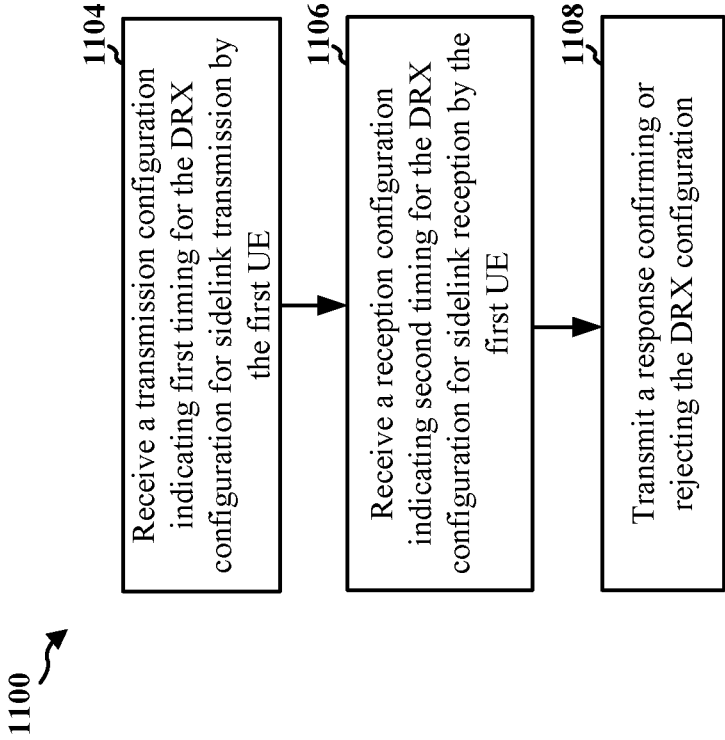 1100
1104
Receive a transmission configuration
indicating first timing for the DRX
configuration for sidelink transmission by
the first UE
1106
Receive a reception configuration
indicating second timing for the DRX
configuration for sidelink reception by the
first UE
1108
Transmit a response confirming or
rejecting the DRX configuration